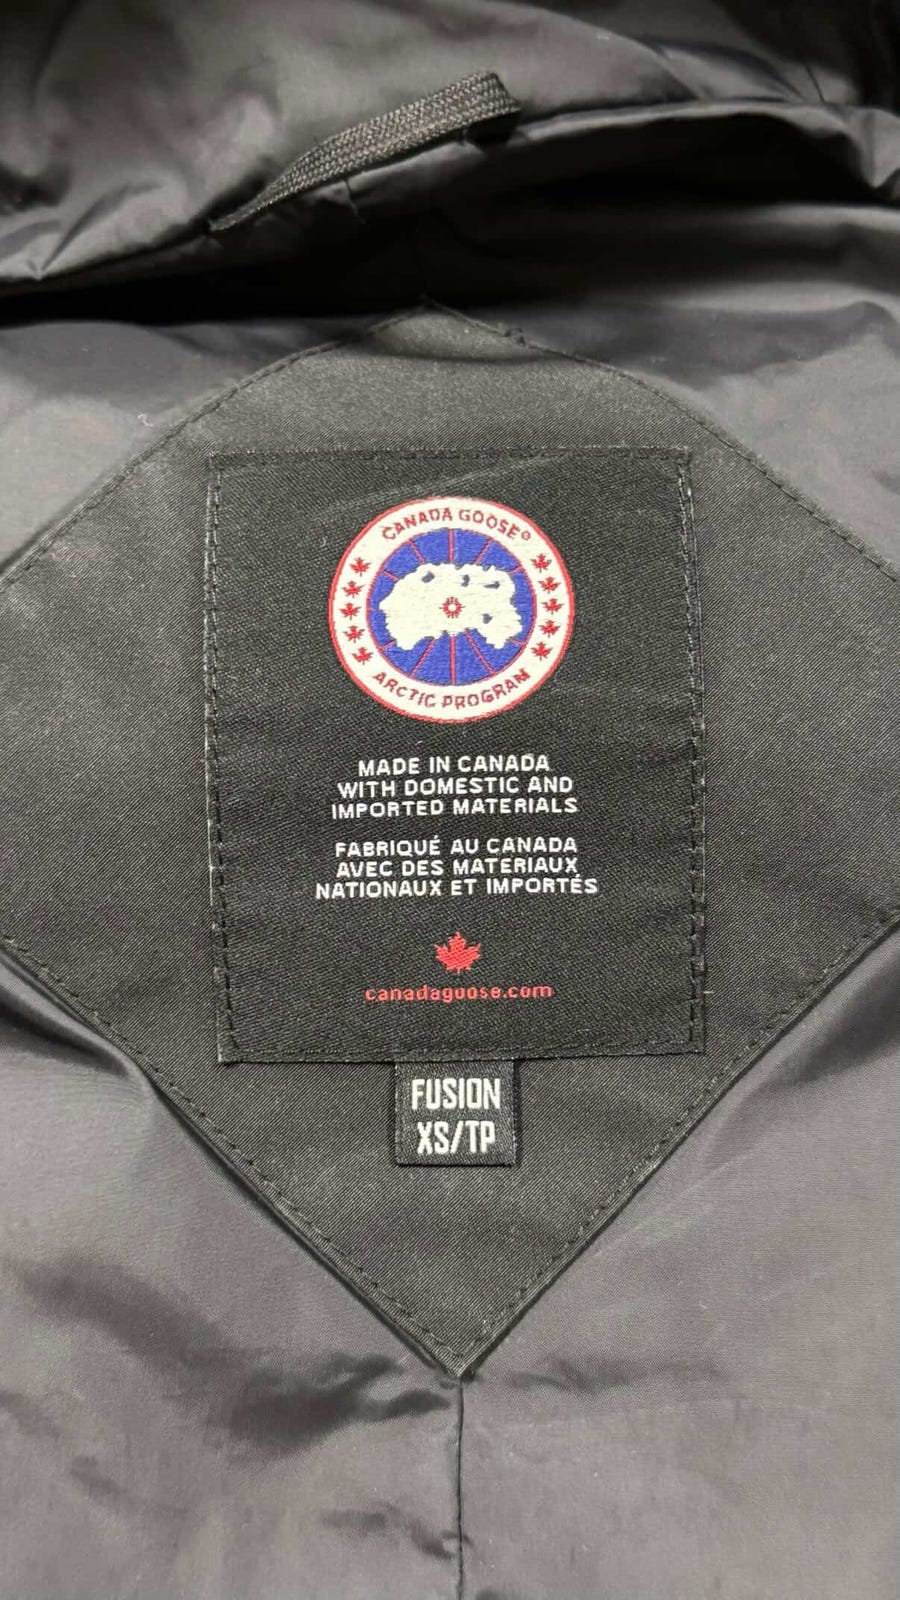 CANADA GOOSE®
ARCTIC PROGRAM
MADE IN CANADA
WITH DOMESTIC AND
IMPORTED MATERIALS
FABRIQUÉ AU CANADA
AVEC DES MATERIAUX
NATIONAUX ET IMPORTÉS
canadagoose.com
FUSION
XS/TP